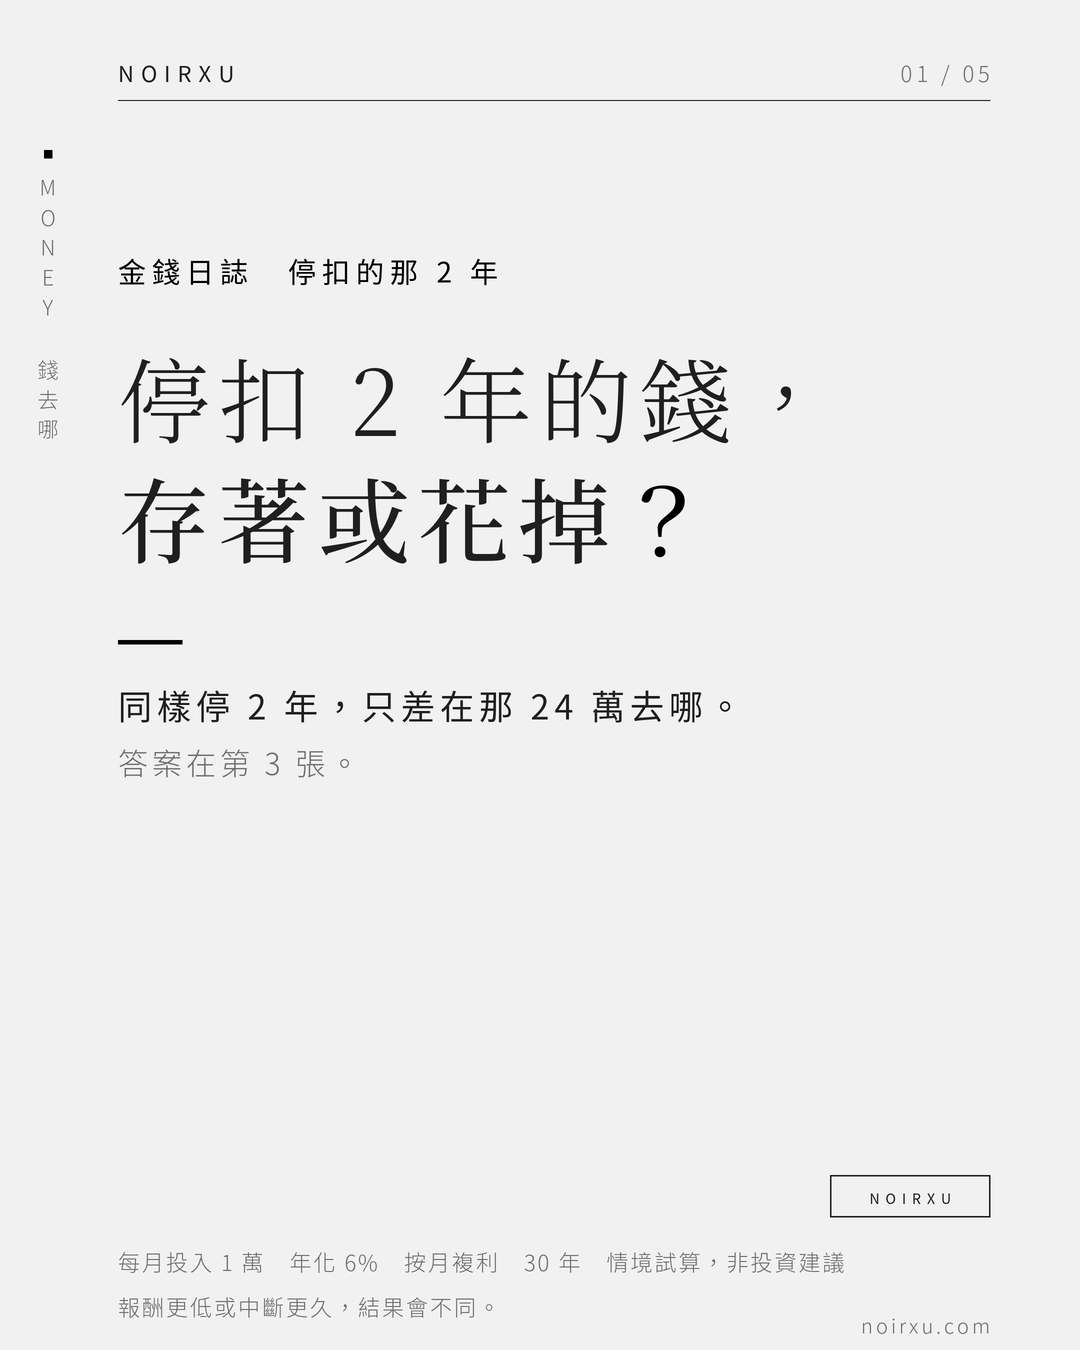 NOIRXU
01 / 05
MONEY 錢去哪
金錢日誌 停扣的那 2 年
停扣 2 年的錢，
存著或花掉？
同樣停 2 年，只差在那 24 萬去哪。
答案在第 3 張。
NOIRXU
每月投入 1 萬 年化 6% 按月複利 30 年 情境試算，非投資建議
報酬更低或中斷更久，結果會不同。
noirxu.com